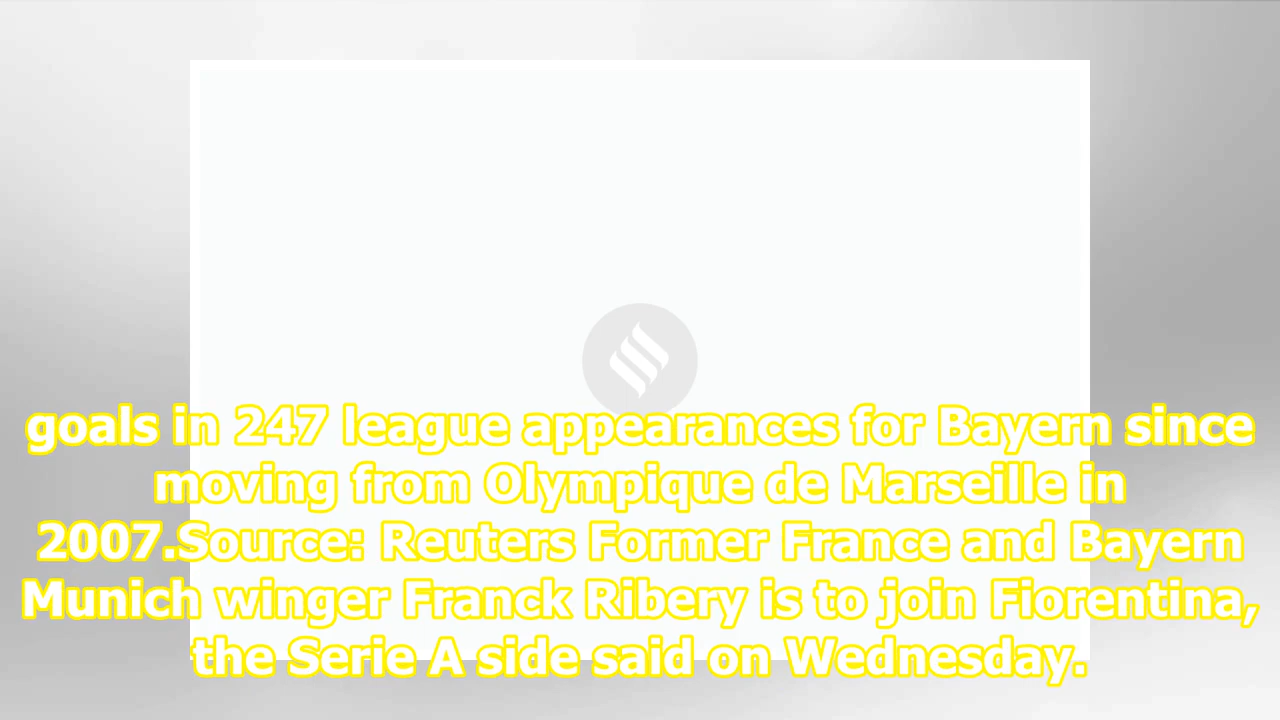 goals in 247 league appearances for Bayern since
moving from Olympique de Marseille in
2007.Source: Reuters Former France and Bayern
Munich winger Franck Ribery is to join Fiorentina,
the Serie A side said on Wednesday.